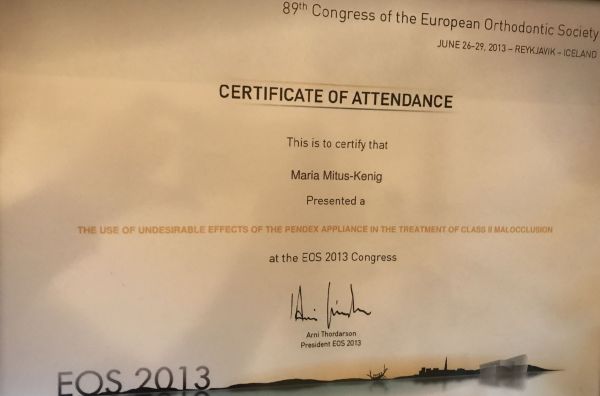 89th Congress of the European Orthodontic Society
JUNE 26-29, 2013 – REYKJAVIK – ICELAND
CERTIFICATE OF ATTENDANCE
This is to certify that
Maria Mitus-Kenig
Presented a
THE USE OF UNDESIRABLE EFFECTS OF THE PENDEX APPLIANCE IN THE TREATMENT OF CLASS II MALOCCLUSION
at the EOS 2013 Congress
Arni Thordarson
President EOS 2013
EOS 2013